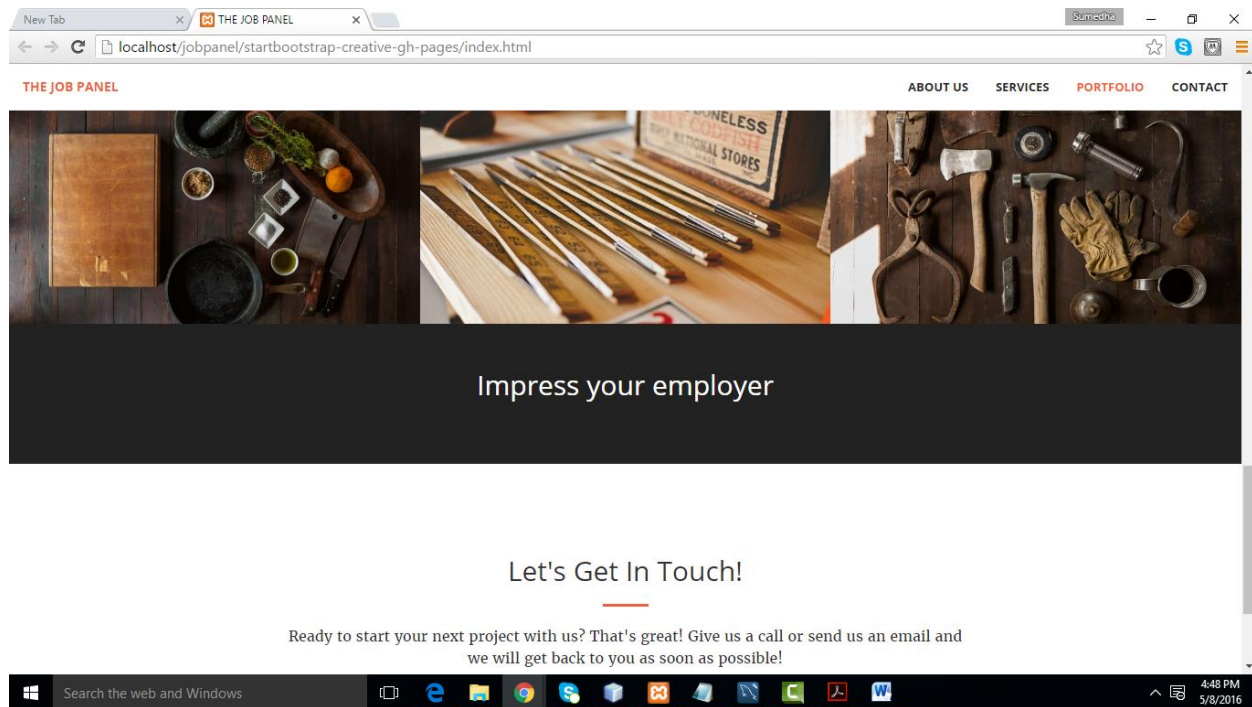 New Tab
THE JOB PANEL
Sumedha
localhost/jobpanel/startbootstrap-creative-gh-pages/index.html
THE JOB PANEL
ABOUT US SERVICES PORTFOLIO CONTACT
BONELESS
SALT CODFISH
FIRST NATIONAL STORES
INC.
Impress your employer
Let's Get In Touch!
Ready to start your next project with us? That's great! Give us a call or send us an email and
we will get back to you as soon as possible!
Search the web and Windows
4:48 PM
5/8/2016